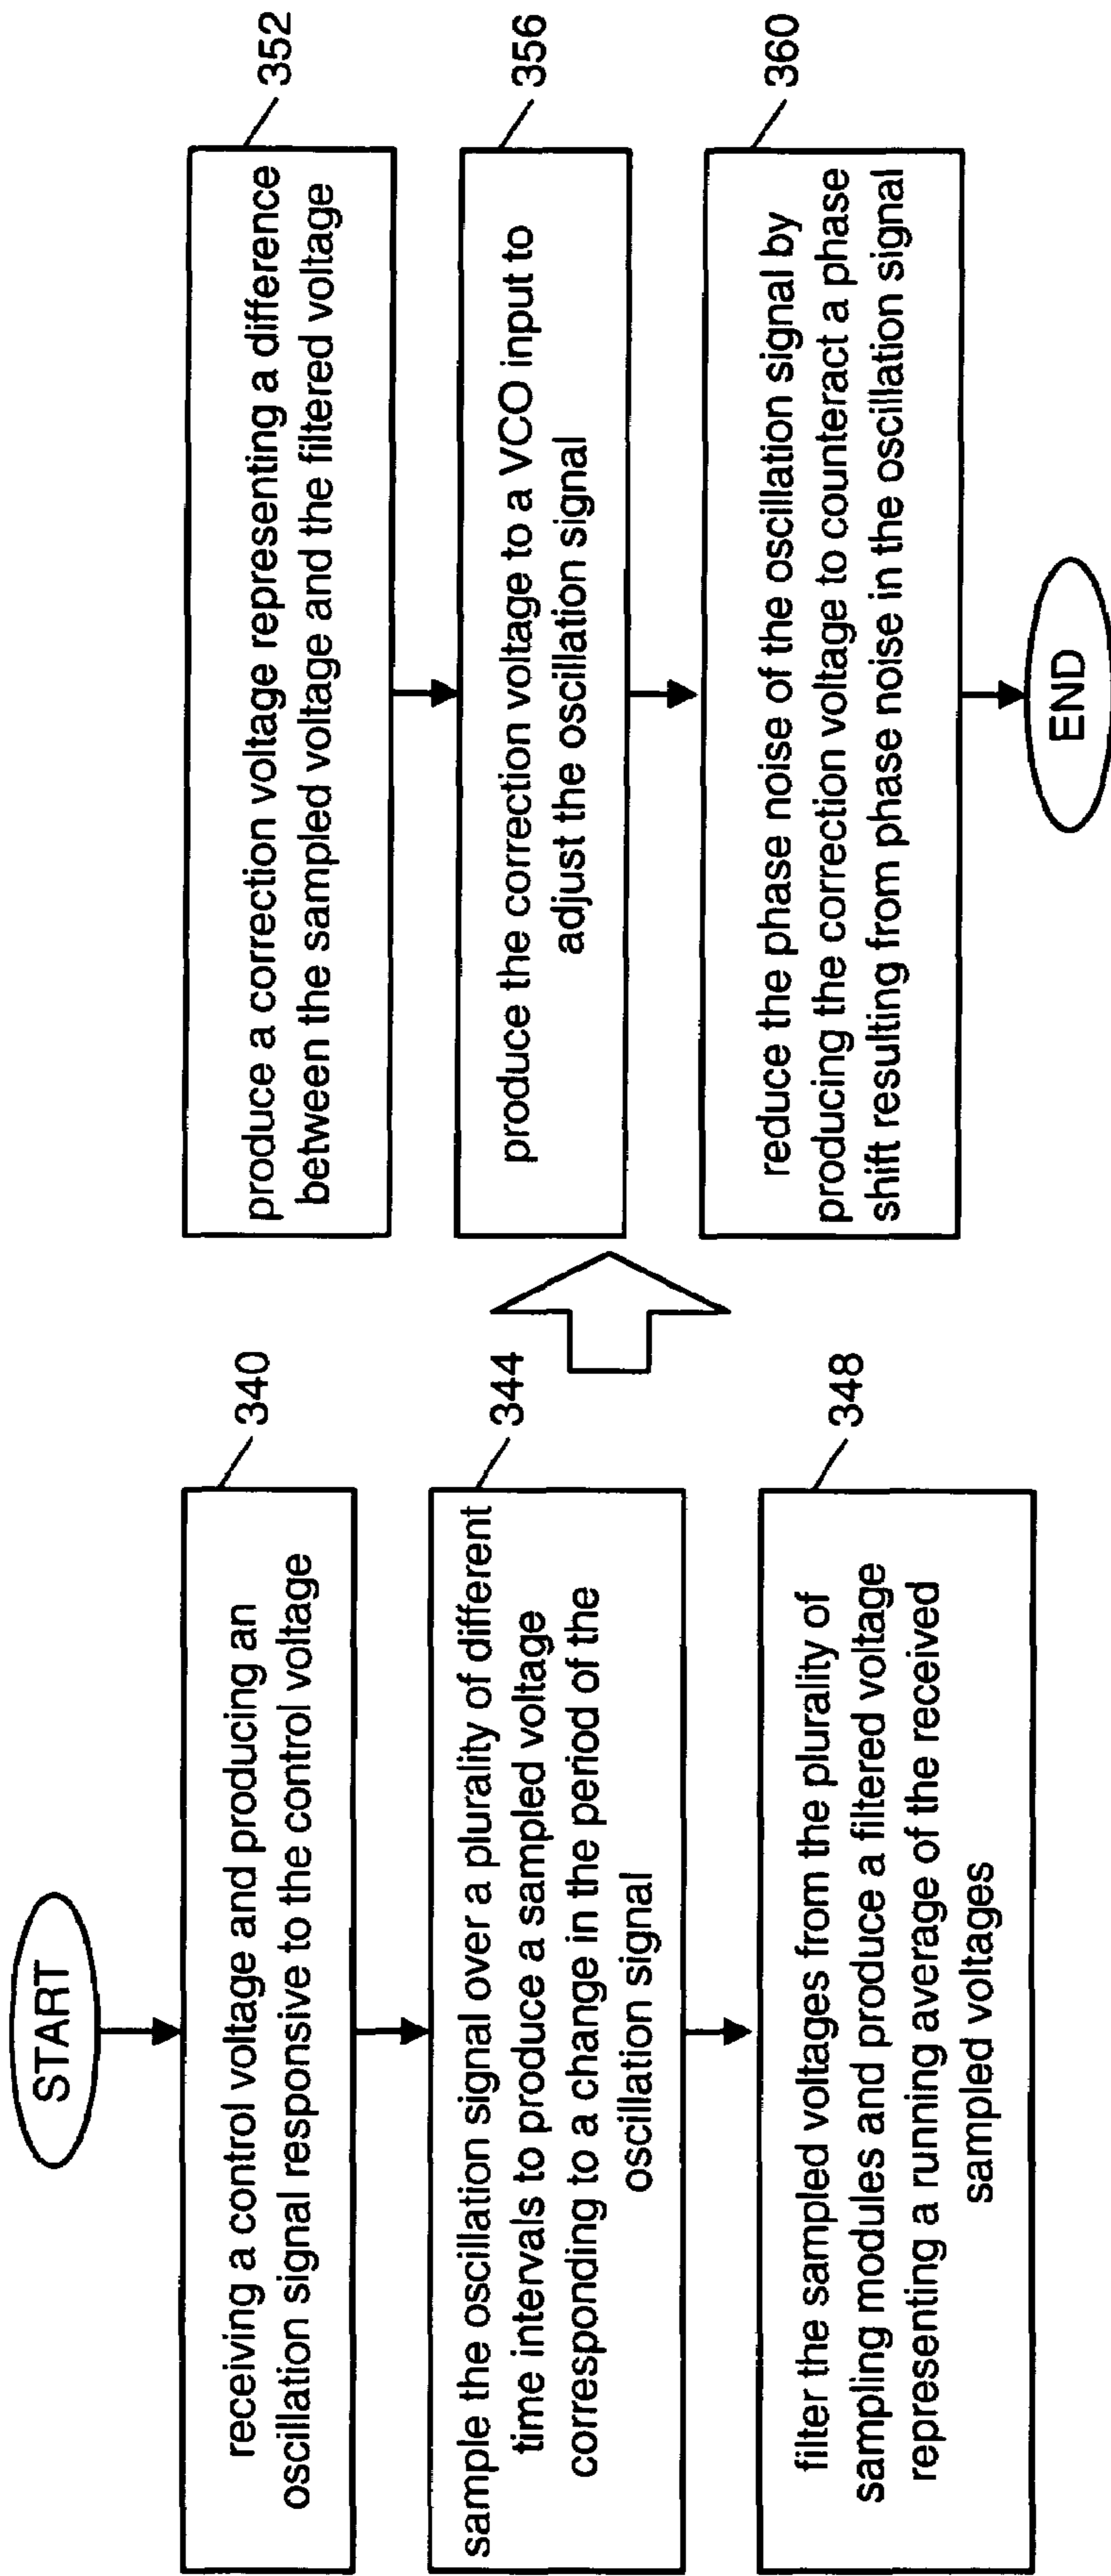 START
340
receiving a control voltage and producing an
oscillation signal responsive to the control voltage
344
sample the oscillation signal over a plurality of different
time intervals to produce a sampled voltage
corresponding to a change in the period of the
oscillation signal
348
filter the sampled voltages from the plurality of
sampling modules and produce a filtered voltage
representing a running average of the received
sampled voltages
352
produce a correction voltage representing a difference
between the sampled voltage and the filtered voltage
356
produce the correction voltage to a VCO input to
adjust the oscillation signal
360
reduce the phase noise of the oscillation signal by
producing the correction voltage to counteract a phase
shift resulting from phase noise in the oscillation signal
END